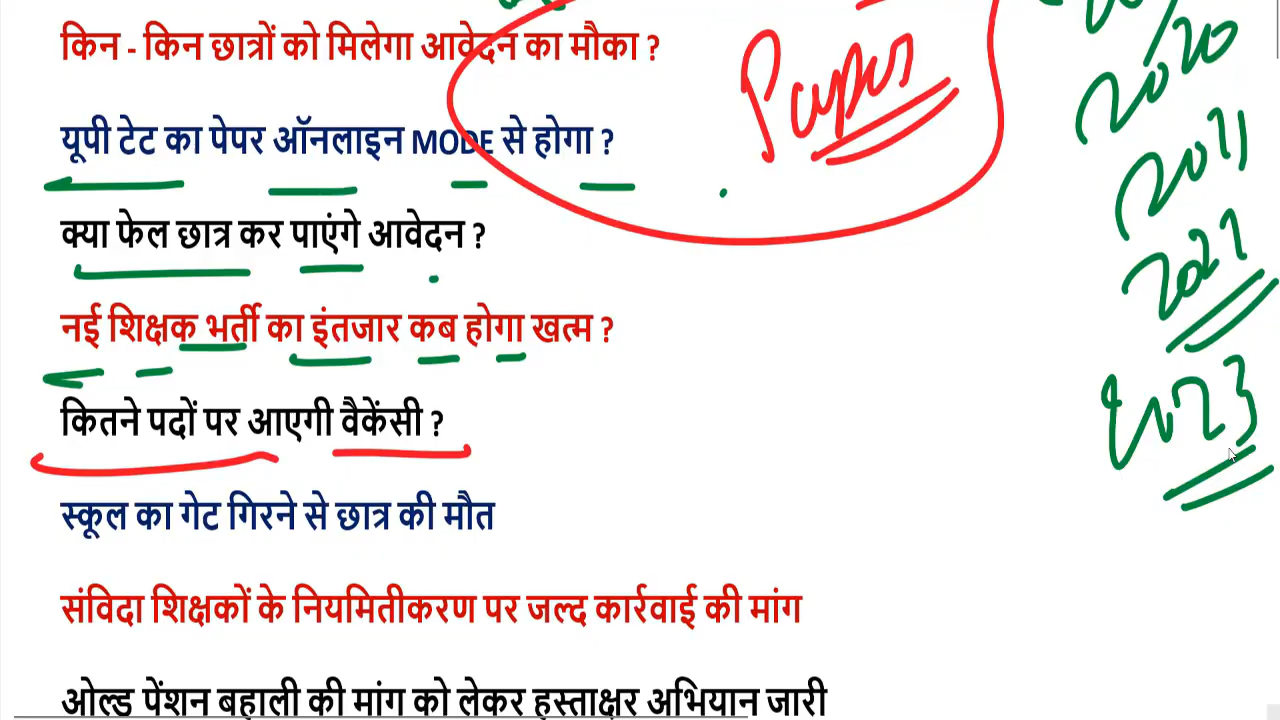 किन - किन छात्रों को मिलेगा आवेदन का मौका ?
Paper
2020
यूपी टेट का पेपर ऑनलाइन MODE से होगा ?
2021
क्या फेल छात्र कर पाएंगे आवेदन ?
2021
नई शिक्षक भर्ती का इंतजार कब होगा खत्म ?
2023
कितने पदों पर आएगी वैकेंसी ?
स्कूल का गेट गिरने से छात्र की मौत
संविदा शिक्षकों के नियमितीकरण पर जल्द कार्रवाई की मांग
ओल्ड पेंशन बहाली की मांग को लेकर हस्ताक्षर अभियान जारी